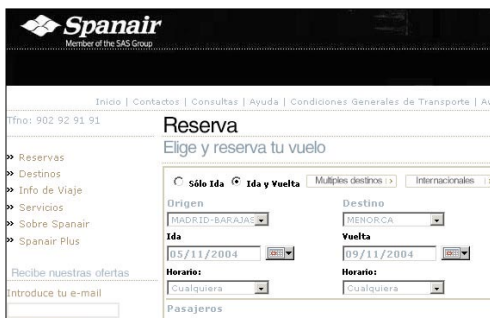 Spanair
Member of the SAS Group
Inicio | Contactos | Consultas | Ayuda | Condiciones Generales de Transporte |
Tfno: 902 92 91 91
Reserva
Elige y reserva tu vuelo
» Reservas
» Destinos
» Info de Viaje
» Servicios
» Sobre Spanair
» Spanair Plus
Recibe nuestras ofertas
Introduce tu e-mail
Sólo Ida Ida y Vuelta Multiples destinos Internacionales
Origen Destino
MADRID-BARAJAS MENORCA
Ida Vuelta
05/11/2004 09/11/2004
Horario: Horario:
Cualquiera Cualquiera
Pasajeros